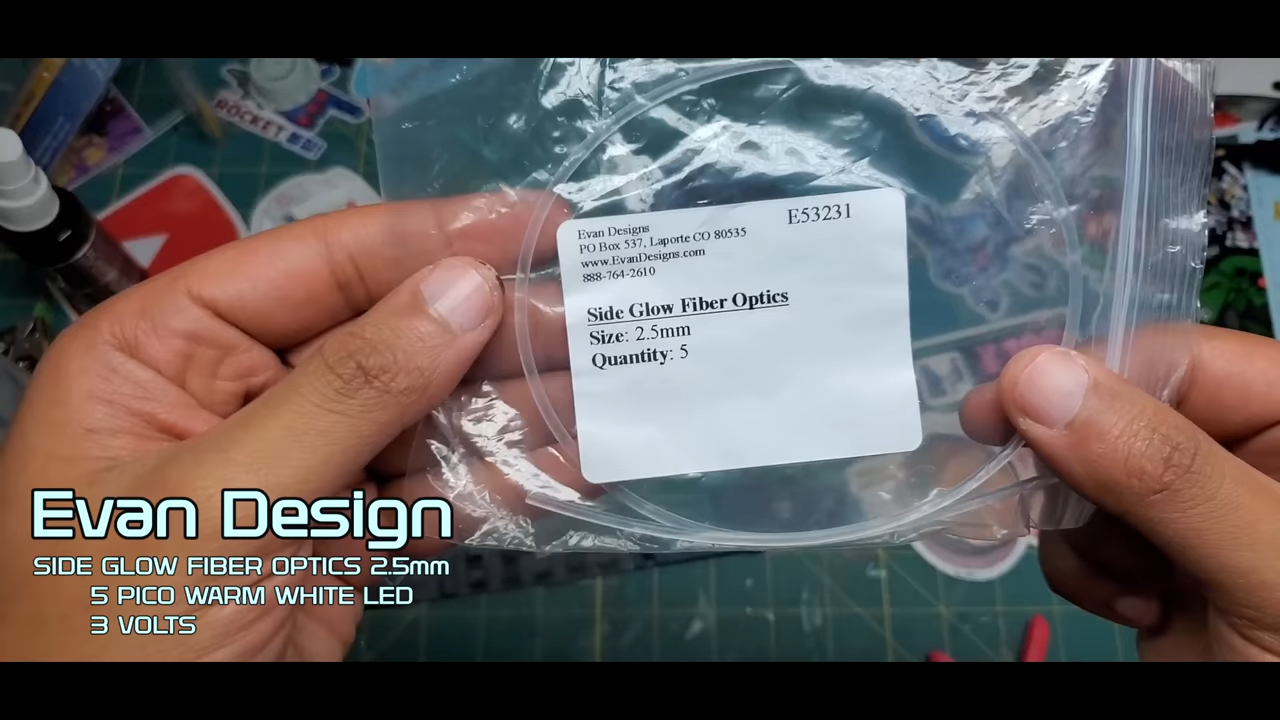 ROCKET
E53231
Evan Designs
PO Box 537, Laporte CO 80535
www.EvanDesigns.com
888-764-2610
Side Glow Fiber Optics
Size: 2.5mm
Quantity: 5
Evan Design
SIDE GLOW FIBER OPTICS 2.5mm
5 PICO WARM WHITE LED
3 VOLTS